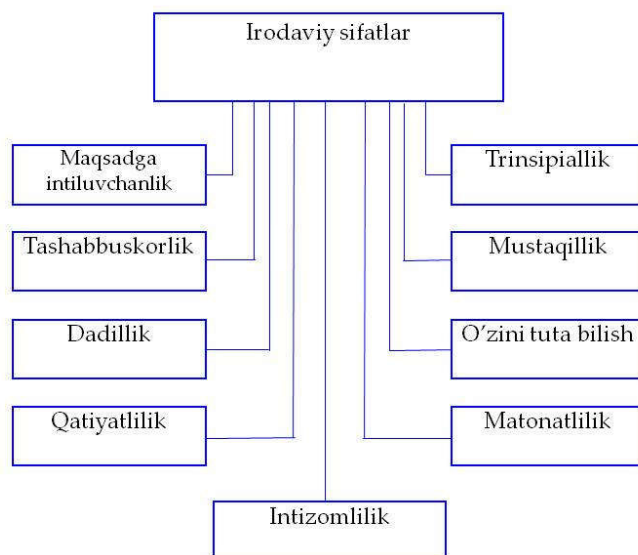 Irodaviy sifatlar
Maqsadga
intiluvchanlik
Trinsipiallik
Tashabbuskorlik
Mustaqillik
Dadillik
O'zini tuta bilish
Qatiyatlilik
Matonatlilik
Intizomlilik